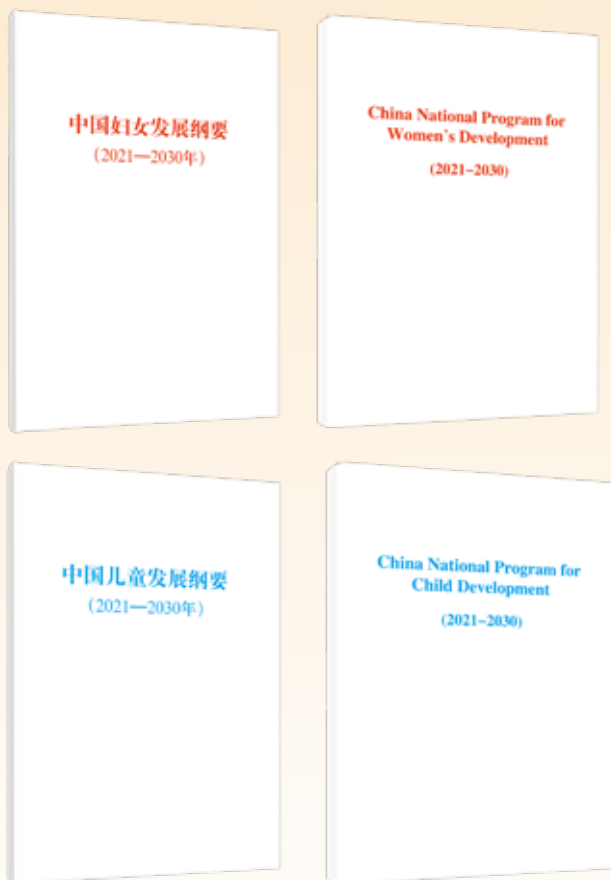 中国妇女发展纲要
（2021—2030年）
China National Program for
Women's Development
(2021–2030)
中国儿童发展纲要
（2021—2030年）
China National Program for
Child Development
(2021–2030)